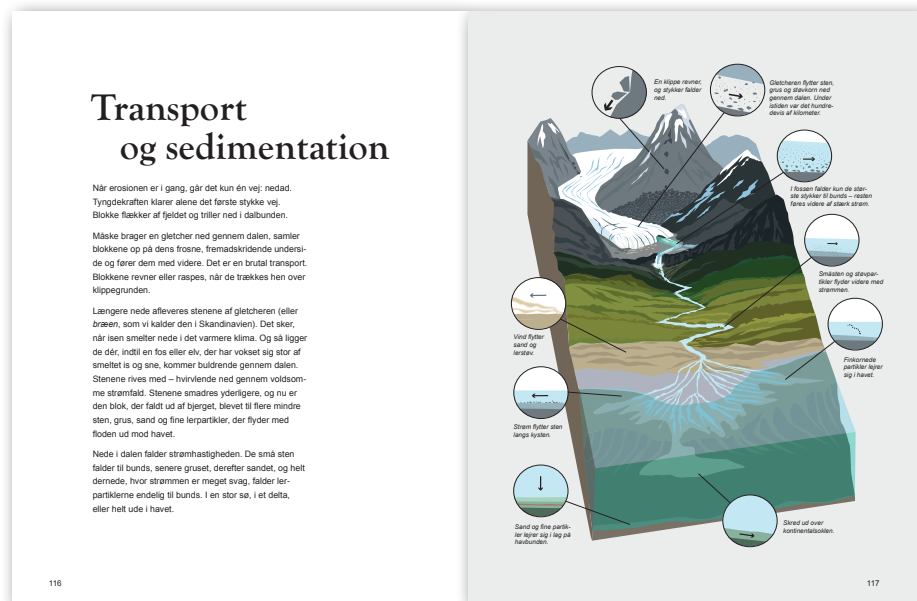 Transport
og sedimentation
Når erosionen er i gang, går det kun én vej: nedad.
Tyngdekraften klarer alene det første stykke vej.
Blokke flækker af fjeldet og triller ned i dalbunden.
Måske brager en gletcher ned gennem dalen, samler
blokkene op på dens frosne, fremadskridende undersi-
de og fører dem med videre. Det er en brutal transport.
Blokkene revner eller raspes, når de trækkes hen over
klippegrunden.
Længere nede afleveres stenene af gletcheren (eller
bræen, som vi kalder den i Skandinavien). Det sker,
når isen smelter nede i det varmere klima. Og så ligger
de dér, indtil en fos eller elv, der har vokset sig stor af
smeltet is og sne, kommer buldrende gennem dalen.
Stenene rives med – hvirvlende ned gennem voldsom-
me strømfald. Stenene smadres yderligere, og nu er
den blok, der faldt ud af bjerget, blevet til flere mindre
sten, grus, sand og fine lerpartikler, der flyder med
floden ud mod havet.
Nede i dalen falder strømhastigheden. De små sten
falder til bunds, senere gruset, derefter sandet, og helt
dernede, hvor strømmen er meget svag, falder ler-
partiklerne endelig til bunds. I en stor sø, i et delta,
eller helt ude i havet.
116
En klippe revner,
og stykker falder
ned.
Gletcheren flytter sten,
grus og støvkorn ned
gennem dalen. Under
istiden var det hundre-
devis af kilometer.
I fossen falder kun de stør-
ste stykker til bunds – resten
føres videre af stærk strøm.
Småsten og støvpar-
tikler flyder videre med
strømmen.
Vind flytter
sand og
lerstøv.
Finkornede
partikler lejrer
sig i havet.
Strøm flytter sten
langs kysten.
Sand og fine partik-
ler lejrer sig i lag på
havbunden.
Skred ud over
kontinentalsoklen.
117